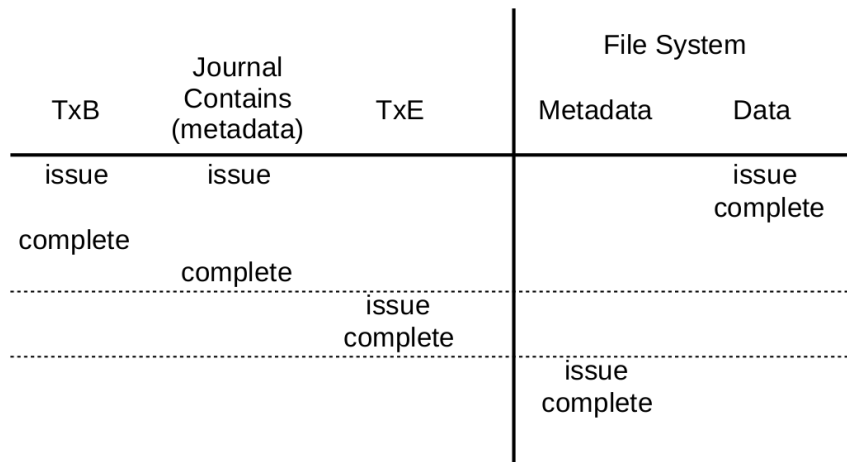 File System
Journal
Contains
(metadata)
TxB TxE Metadata Data
issue issue issue
complete
complete
complete
issue
complete
issue
complete